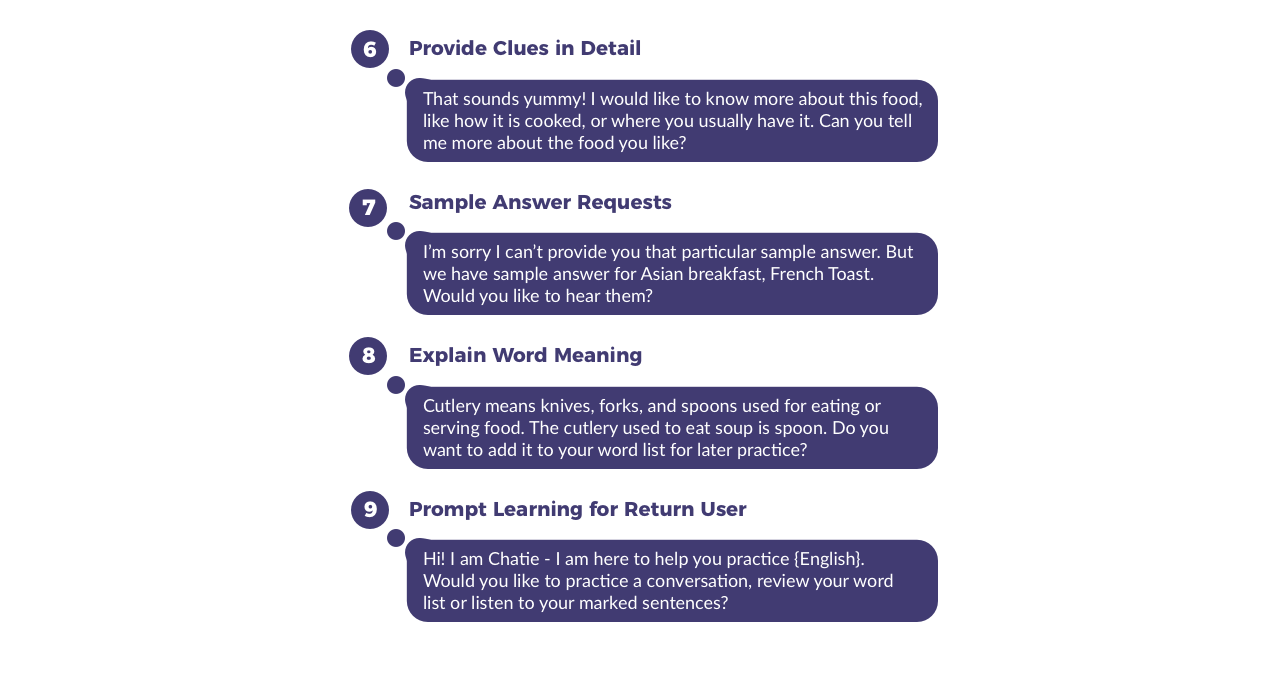 6 Provide Clues in Detail
That sounds yummy! I would like to know more about this food,
like how it is cooked, or where you usually have it. Can you tell
me more about the food you like?
7 Sample Answer Requests
I’m sorry I can’t provide you that particular sample answer. But
we have sample answer for Asian breakfast, French Toast.
Would you like to hear them?
8 Explain Word Meaning
Cutlery means knives, forks, and spoons used for eating or
serving food. The cutlery used to eat soup is spoon. Do you
want to add it to your word list for later practice?
9 Prompt Learning for Return User
Hi! I am Chatie - I am here to help you practice {English}.
Would you like to practice a conversation, review your word
list or listen to your marked sentences?